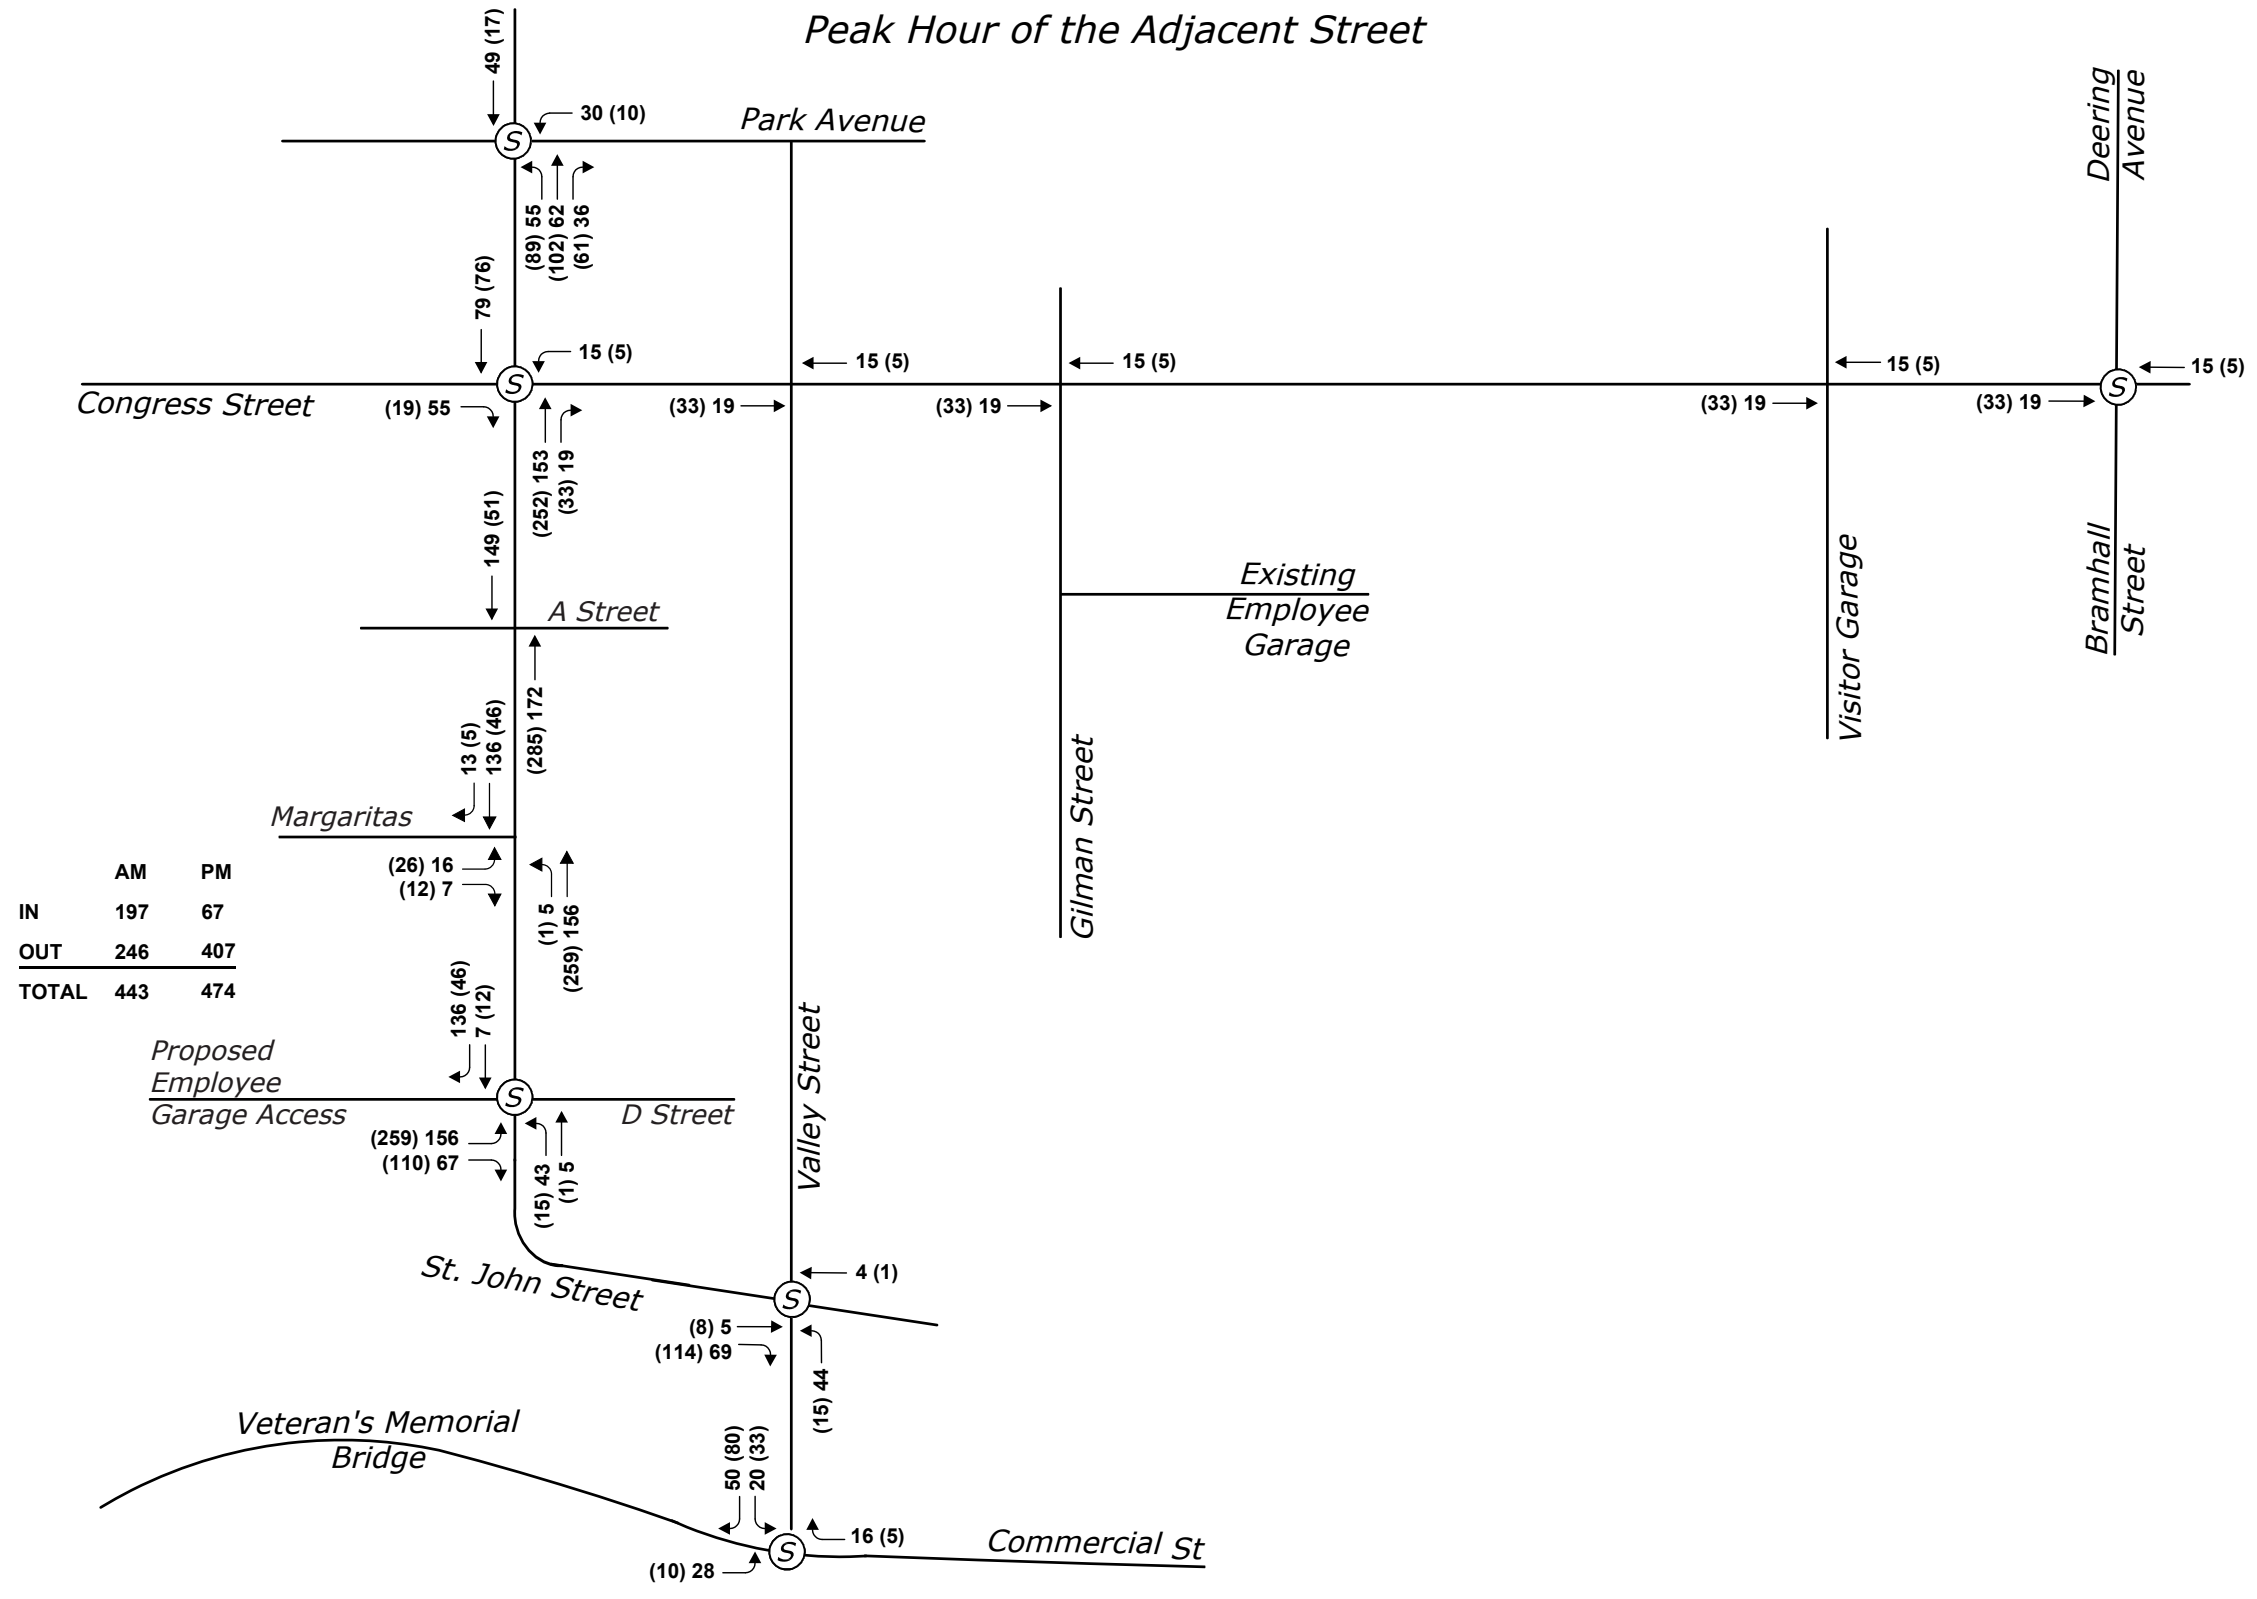 Peak Hour of the Adjacent Street
49 (17)
30 (10)
Park Avenue
Deering
Avenue
(89) 55
(102) 62
(61) 36
79 (76)
15 (5)
15 (5)
15 (5)
15 (5)
15 (5)
Congress Street
(19) 55
(33) 19
(33) 19
(33) 19
(33) 19
(252) 153
(33) 19
149 (51)
A Street
Existing
Employee
Garage
Visitor Garage
Bramhall
Street
13 (5)
136 (46)
(285) 172
Margaritas
Gilman Street
(26) 16
(12) 7
(1) 5
(259) 156
AM PM
IN 197 67
OUT 246 407
TOTAL 443 474
136 (46)
7 (12)
Proposed
Employee
Garage Access
D Street
Valley Street
(259) 156
(110) 67
(15) 43
(1) 5
St. John Street
4 (1)
(8) 5
(114) 69
(15) 44
Veteran's Memorial
Bridge
50 (80)
20 (33)
16 (5)
Commercial St
(10) 28
S
S
S
S
S
S